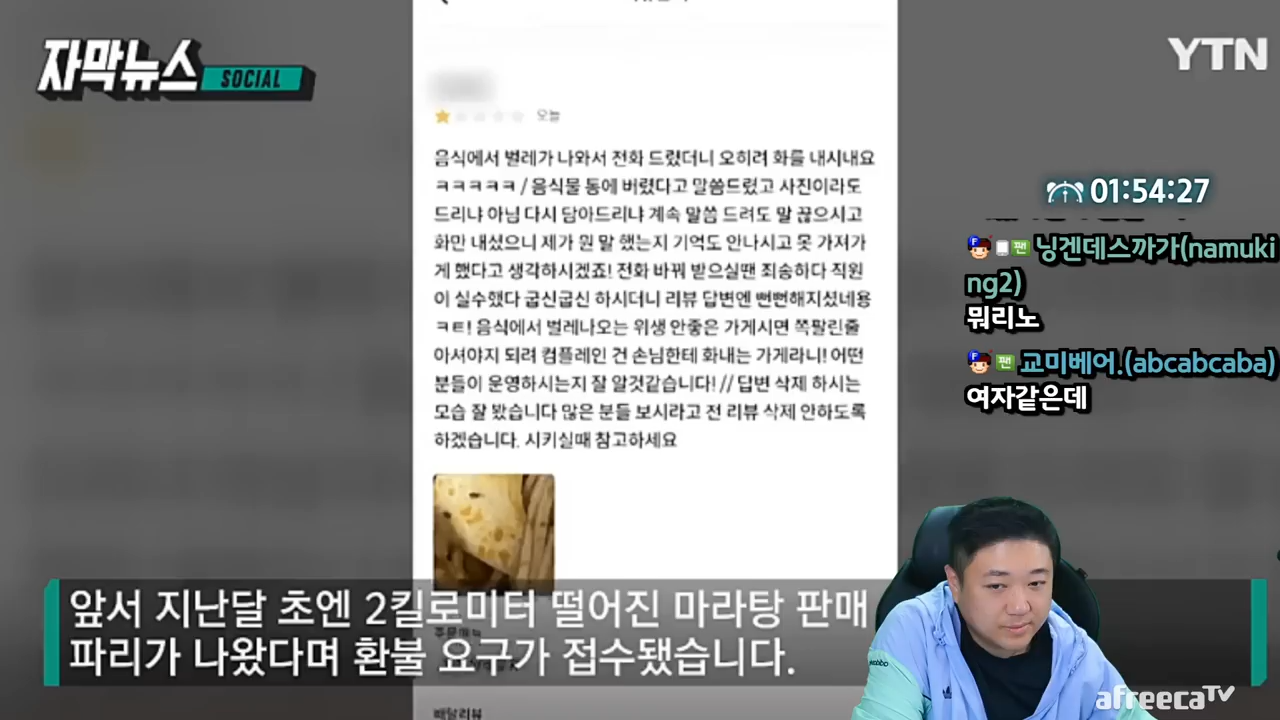 자막뉴스 SOCIAL
YTN
오늘
음식에서 벌레가 나와서 전화 드렸더니 오히려 화를 내시내요
ㅋㅋㅋㅋㅋ / 음식물 통에 버렸다고 말씀드렸고 사진이라도
드리냐 아님 다시 담아드리냐 계속 말씀 드려도 말 끊으시고
화만 내셨으니 제가 뭔 말 했는지 기억도 안나시고 못 가저가
게 했다고 생각하시겠죠! 전화 바꿔 받으실땐 죄숭하다 직원
이 실수했다 굽신굽신 하시더니 리뷰 답변엔 뻔뻔해지셨네용
ㅋㅌ! 음식에서 벌레나오는 위생 안좋은 가게시면 쪽팔린줄
아셔야지 되려 컴플레인 건 손님한테 화내는 가게라니! 어떤
분들이 운영하시는지 잘 알것같습니다! // 답변 삭제 하시는
모습 잘 봤습니다 많은 분들 보시라고 전 리뷰 삭제 안하도록
하겠습니다. 시키실때 참고하세요
01:54:27
닝겐데스까가(namuki
ng2)
뭐리노
교미베어.(abcabcaba)
여자같은데
앞서 지난달 초엔 2킬로미터 떨어진 마라탕 판매
파리가 나왔다며 환불 요구가 접수됐습니다.
배달리뷰
afreecaTV